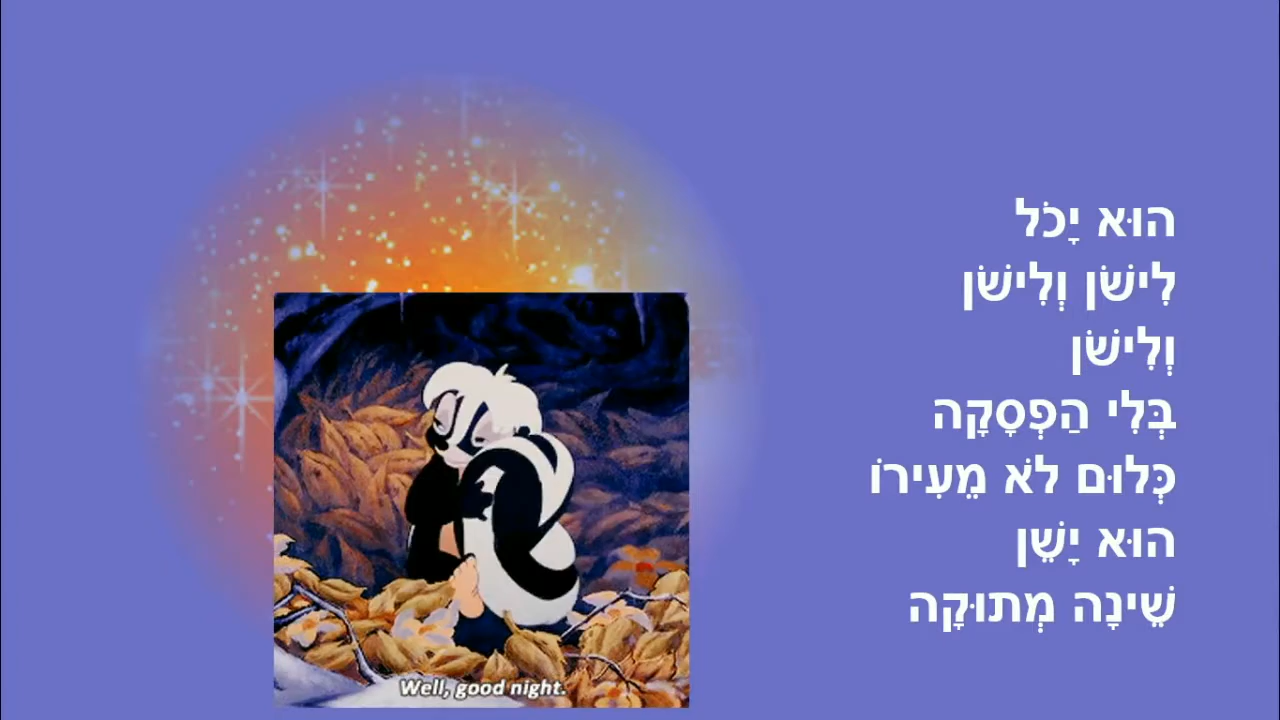 הוּא יָכֹל
לִישֹׁן וְלִישֹׁן
וְלִישֹׁן
בְּלִי הַפְסָקָה
כְּלוּם לֹא מֵעִירוֹ
הוּא יָשֵׁן
שֵׁינָה מְתוּקָה
Well, good night.